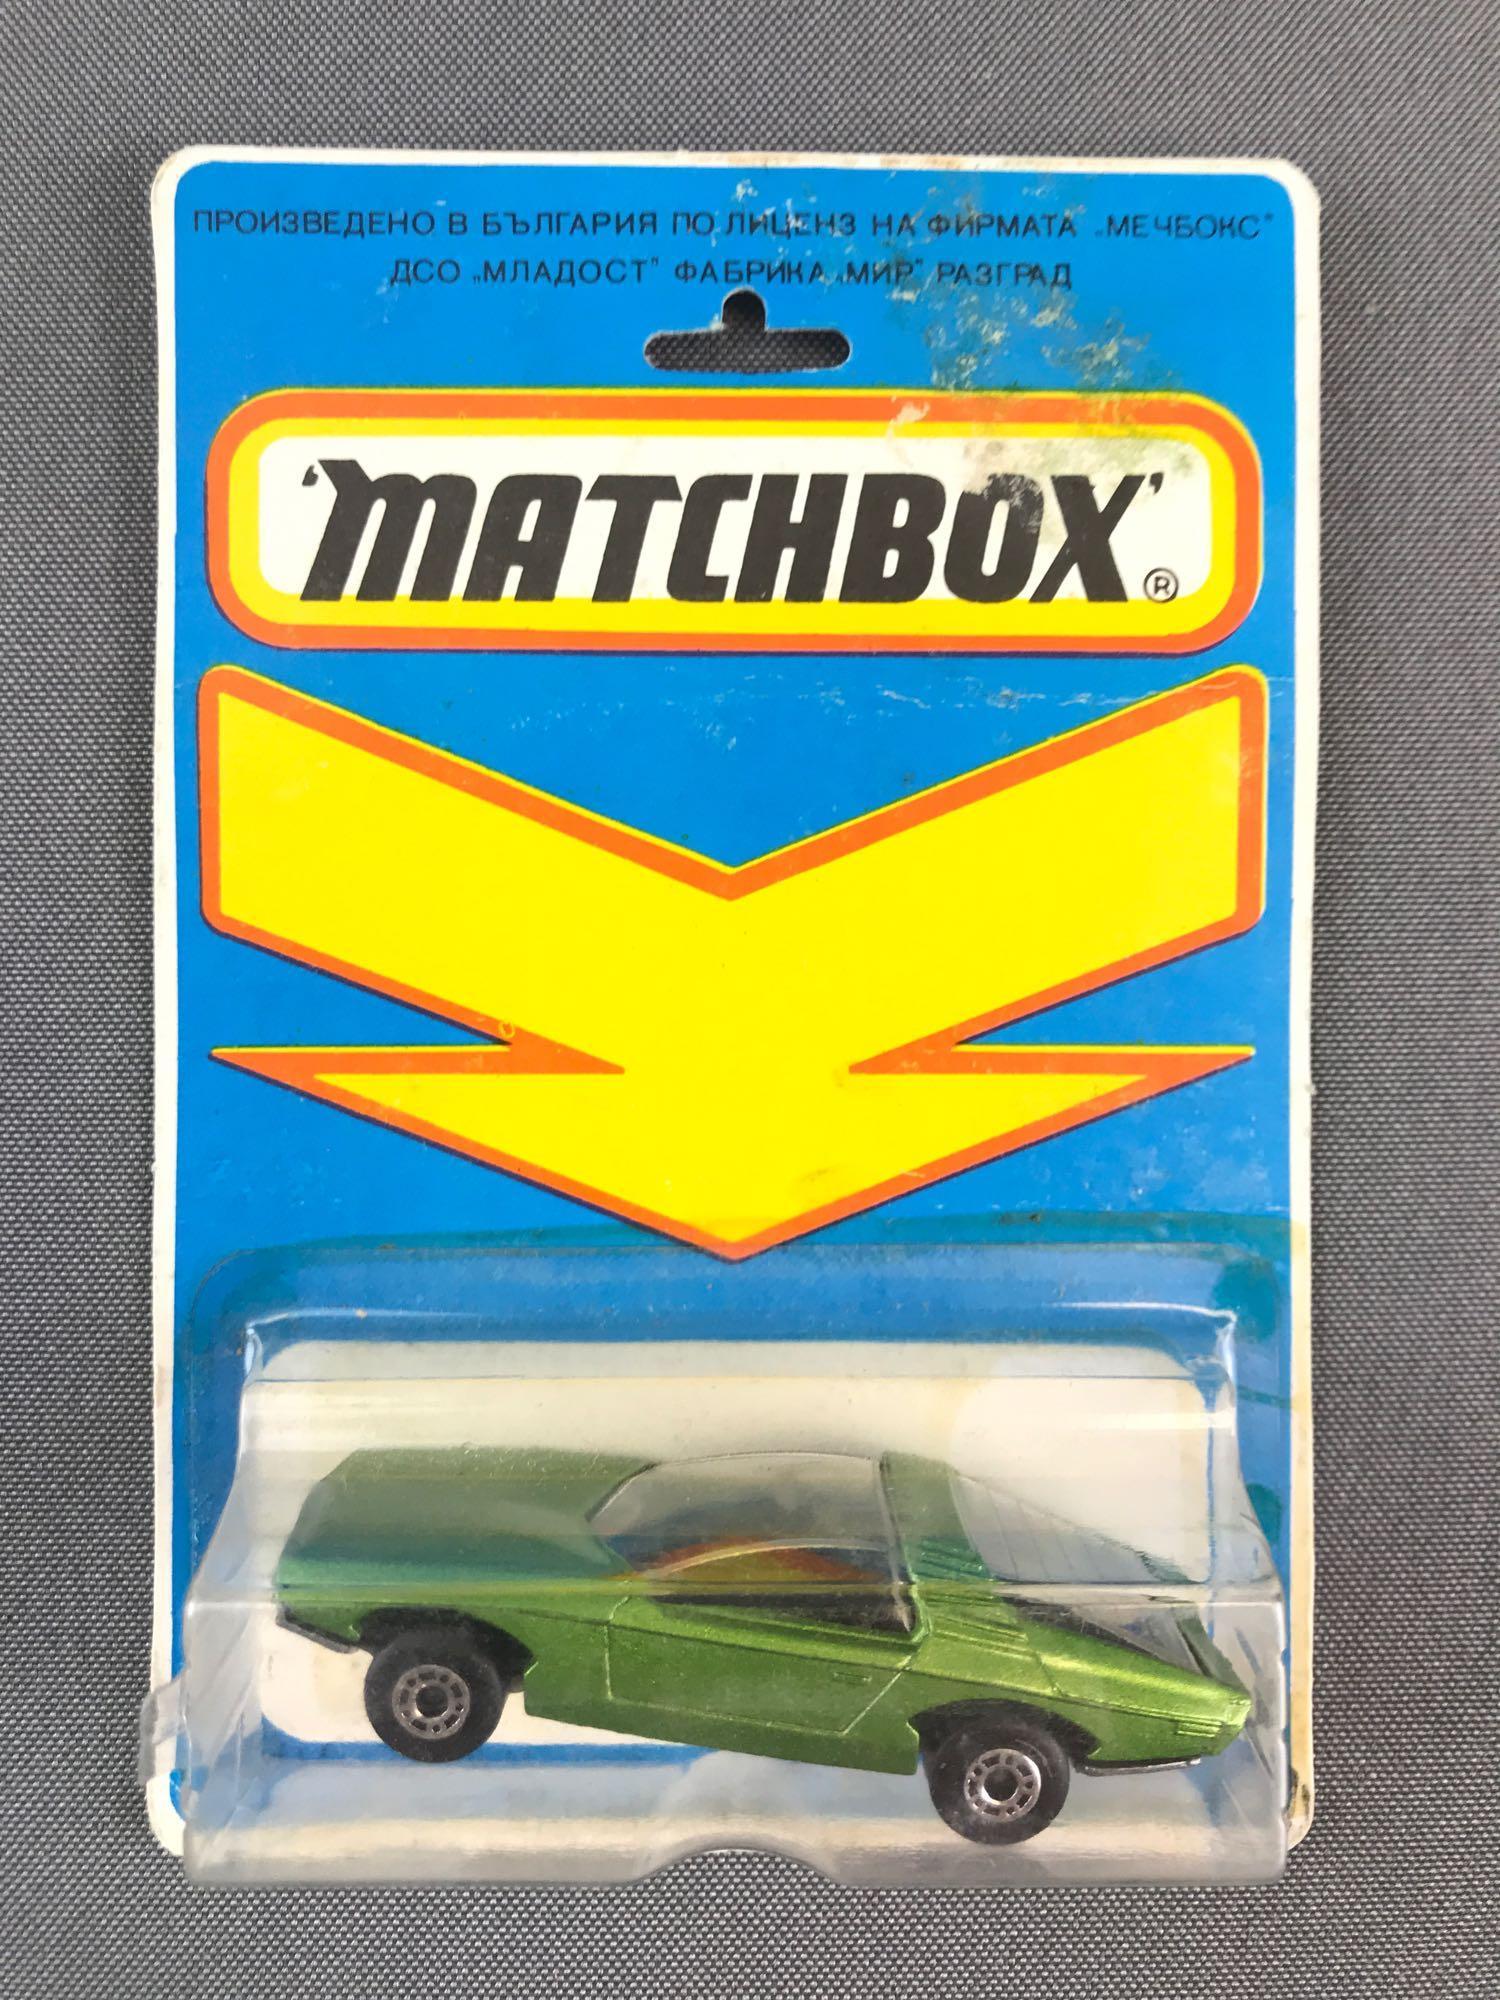 ПРОИЗВЕДЕНО В БЪЛГАРИЯ ПО ЛИЦЕНЗ НА ФИРМАТА „МЕЧБОКС"
ДСО „МЛАДОСТ" ФАБРИКА „МИР" РАЗГРАД
'MATCHBOX' ®